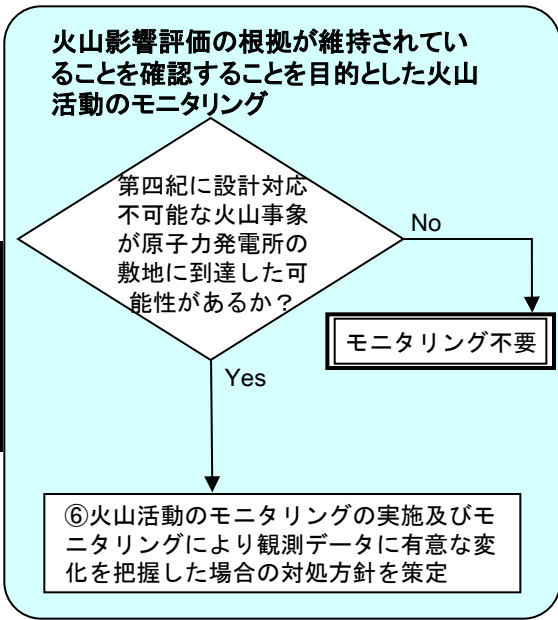 火山影響評価の根拠が維持されてい
ることを確認することを目的とした火山
活動のモニタリング
第四紀に設計対応
不可能な火山事象
が原子力発電所の
敷地に到達した可
能性があるか？
No
モニタリング不要
Yes
⑥火山活動のモニタリングの実施及びモ
ニタリングにより観測データに有意な変
化を把握した場合の対処方針を策定